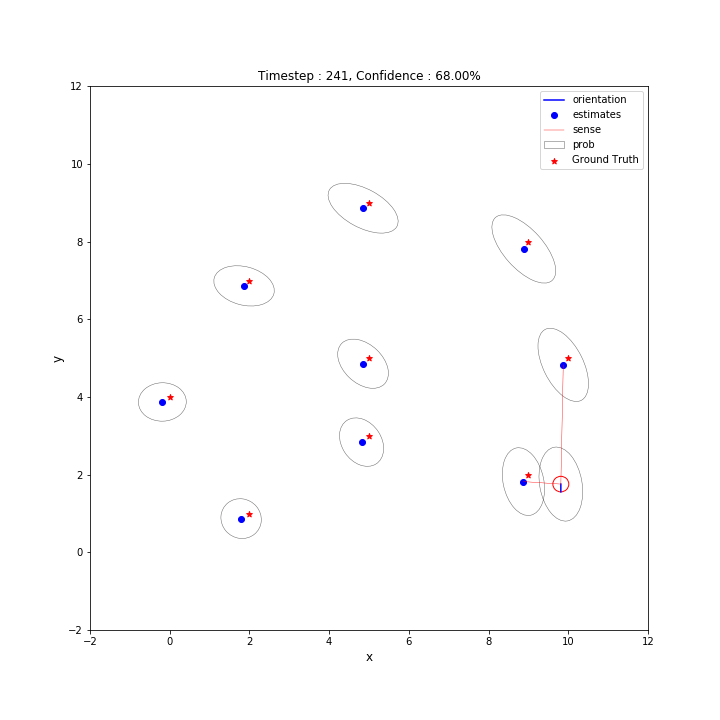 Timestep : 241, Confidence : 68.00%
orientation
estimates
sense
prob
Ground Truth
12
10
8
6
4
2
0
−2
y
−2 0 2 4 6 8 10 12
x